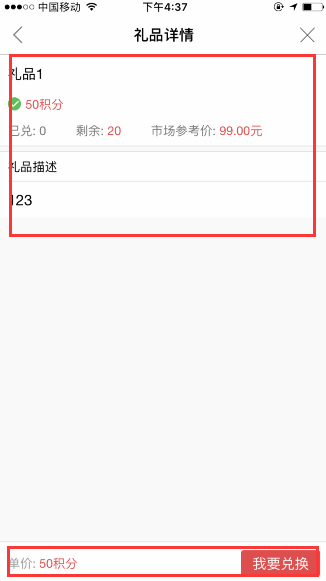 中国移动 下午4:37
礼品详情
礼品1
50积分
已兑: 0 剩余: 20 市场参考价: 99.00元
礼品描述
123
单价: 50积分 我要兑换